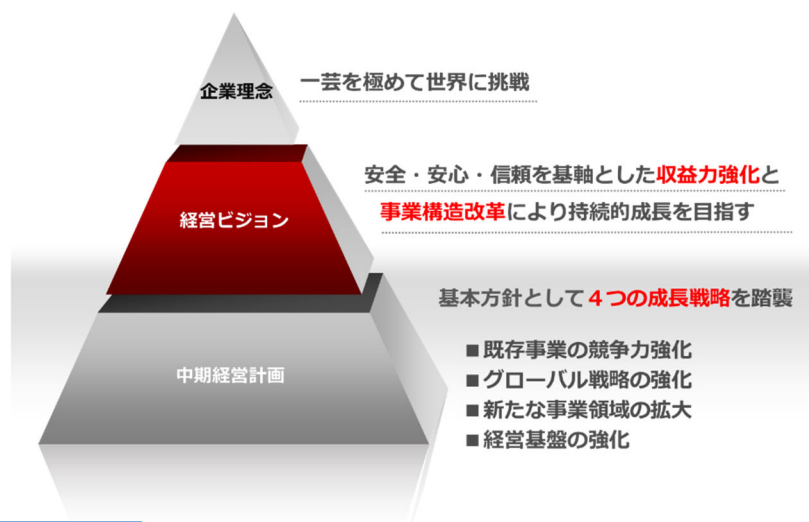 企業理念
一芸を極めて世界に挑戦
経営ビジョン
安全・安心・信頼を基軸とした収益力強化と
事業構造改革により持続的成長を目指す
中期経営計画
基本方針として4つの成長戦略を踏襲
■既存事業の競争力強化
■グローバル戦略の強化
■新たな事業領域の拡大
■経営基盤の強化